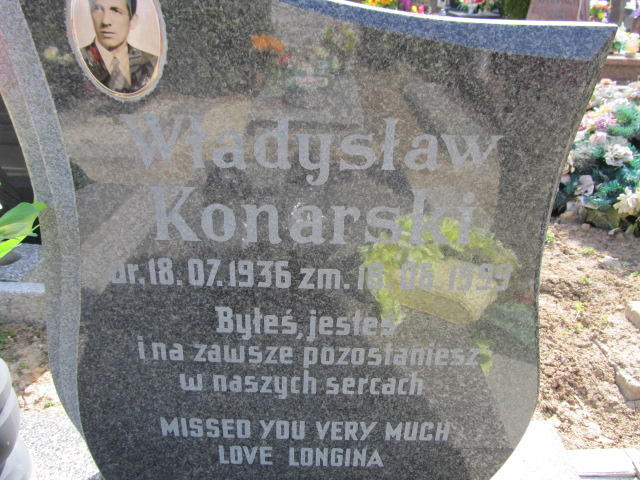 Władysław
Konarski
ur. 18.07.1936 zm. 18.06.1999
Byłeś, jesteś
i na zawsze pozostaniesz
w naszych sercach
MISSED YOU VERY MUCH
LOVE LONGINA